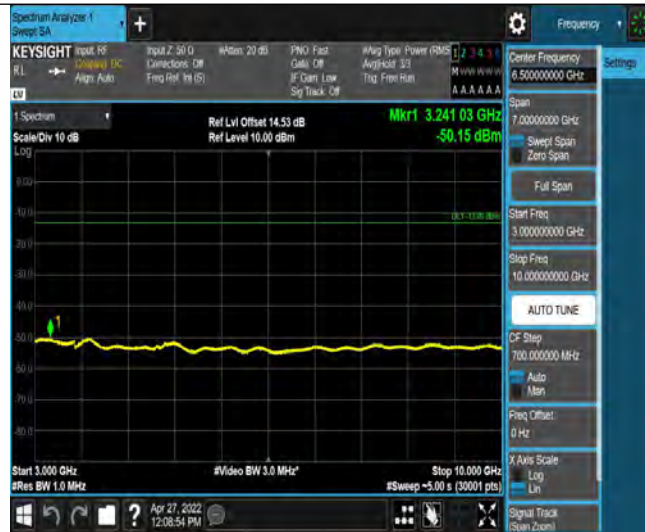 Spectrum Analyzer 1
Swept SA
Frequency
KEYSIGHT
RL
Input: RF
Coupling: DC
Align: Auto
Input Z: 50 Ω
Corrections: Off
Freq Ref: Int (S)
#Atten: 20 dB
PNO: Fast
Gate: Off
IF Gain: Low
Sig Track: Off
#Avg Type: Power (RMS)
Avg|Hold: 3/3
Trig: Free Run
1 2 3 4 5 6
M W W W W W
A A A A A A
LV
1 Spectrum
Scale/Div 10 dB
Log
Ref Lvl Offset 14.53 dB
Ref Level 10.00 dBm
Mkr1 3.241 03 GHz
-50.15 dBm
0.00
-10.0
-30.0
-40.0
-50.0
-60.0
-70.0
-80.0
1
Start 3.000 GHz
#Res BW 1.0 MHz
#Video BW 3.0 MHz*
Stop 10.000 GHz
#Sweep ~5.00 s (30001 pts)
Center Frequency
6.500000000 GHz
Settings
Span
7.00000000 GHz
Swept Span
Zero Span
Full Span
Start Freq
3.000000000 GHz
Stop Freq
10.000000000 GHz
AUTO TUNE
CF Step
700.000000 MHz
Auto
Man
Freq Offset
0 Hz
X Axis Scale
Log
Lin
Signal Track
(Span Zoom)
?
Apr 27, 2022
12:08:54 PM